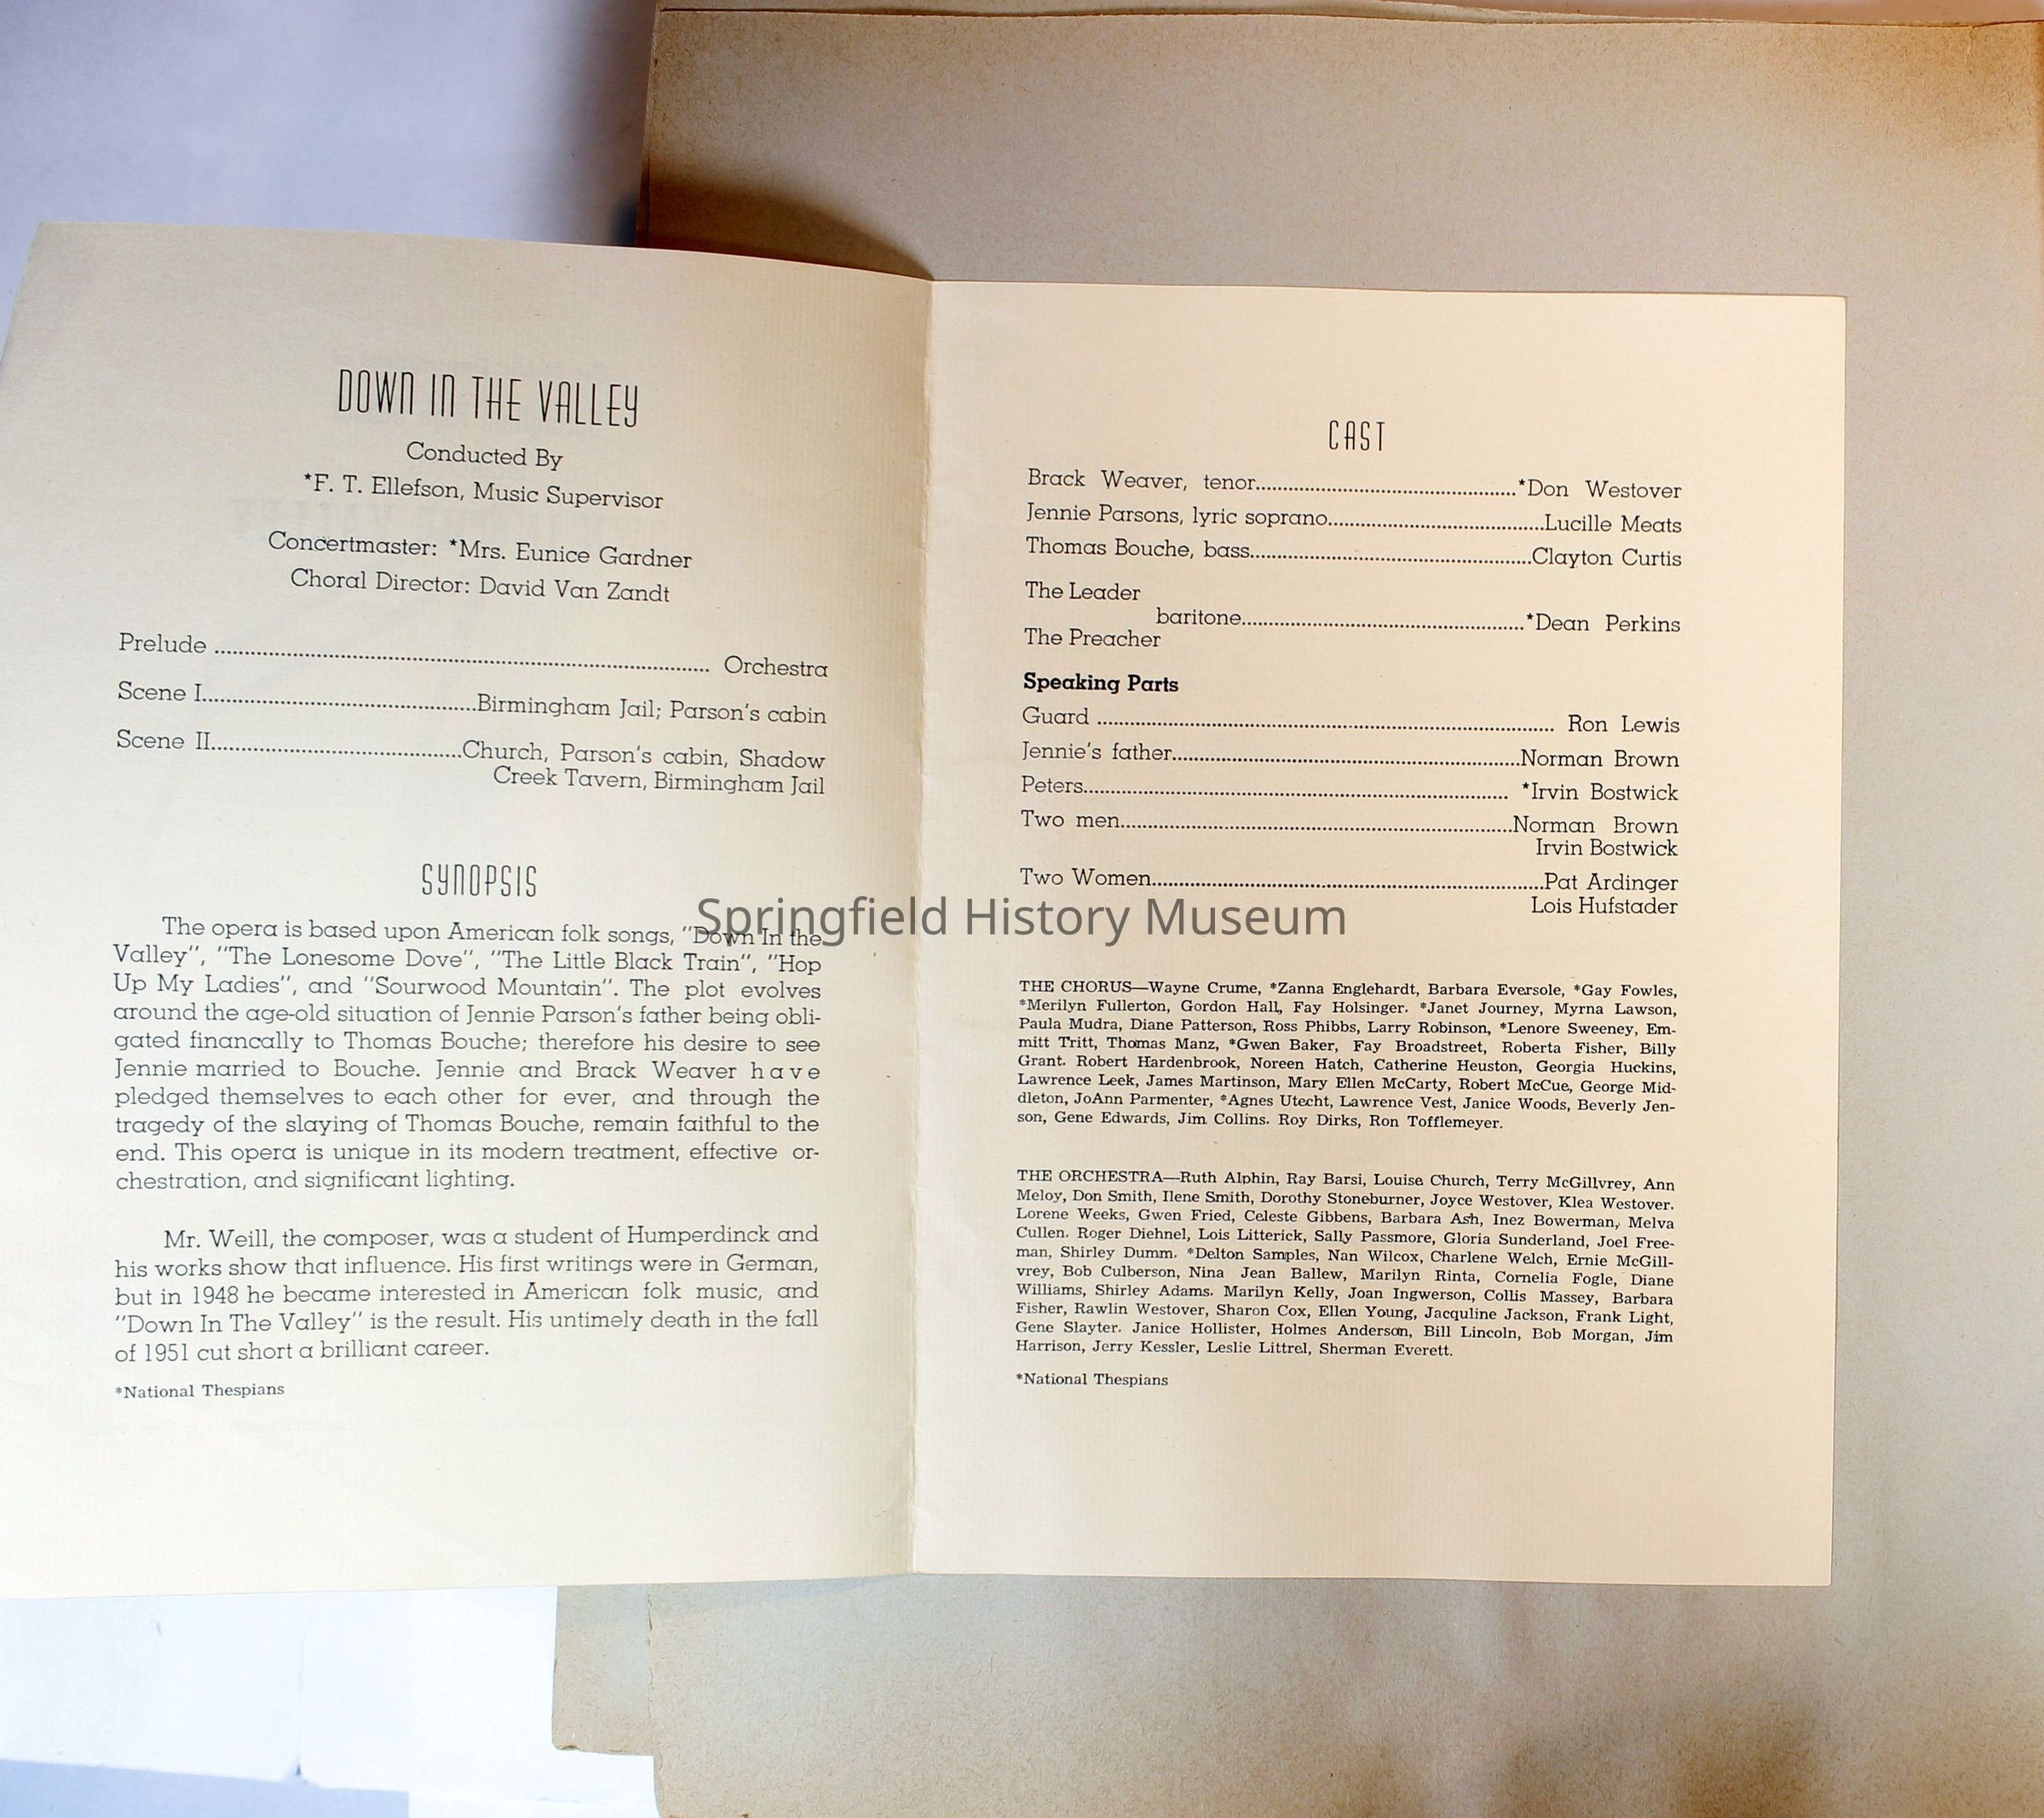 DOWN IN THE VALLEY
Conducted By
*F. T. Ellefson, Music Supervisor
Concertmaster: *Mrs. Eunice Gardner
Choral Director: David Van Zandt
Prelude ........ Orchestra
Scene I........Birmingham Jail; Parson's cabin
Scene II........Church, Parson's cabin, Shadow
Creek Tavern, Birmingham Jail
SYNOPSIS
The opera is based upon American folk songs, "Down In the
Valley", "The Lonesome Dove", "The Little Black Train", "Hop
Up My Ladies", and "Sourwood Mountain". The plot evolves
around the age-old situation of Jennie Parson's father being obli-
gated financally to Thomas Bouche; therefore his desire to see
Jennie married to Bouche. Jennie and Brack Weaver have
pledged themselves to each other for ever, and through the
tragedy of the slaying of Thomas Bouche, remain faithful to the
end. This opera is unique in its modern treatment, effective or-
chestration, and significant lighting.
Mr. Weill, the composer, was a student of Humperdinck and
his works show that influence. His first writings were in German,
but in 1948 he became interested in American folk music, and
"Down In The Valley" is the result. His untimely death in the fall
of 1951 cut short a brilliant career.
*National Thespians
CAST
Brack Weaver, tenor........*Don Westover
Jennie Parsons, lyric soprano........Lucille Meats
Thomas Bouche, bass........Clayton Curtis
The Leader
baritone........*Dean Perkins
The Preacher
Speaking Parts
Guard ........ Ron Lewis
Jennie's father........Norman Brown
Peters........ *Irvin Bostwick
Two men........Norman Brown
Irvin Bostwick
Two Women........Pat Ardinger
Lois Hufstader
THE CHORUS—Wayne Crume, *Zanna Englehardt, Barbara Eversole, *Gay Fowles,
*Merilyn Fullerton, Gordon Hall, Fay Holsinger. *Janet Journey, Myrna Lawson,
Paula Mudra, Diane Patterson, Ross Phibbs, Larry Robinson, *Lenore Sweeney, Em-
mitt Tritt, Thomas Manz, *Gwen Baker, Fay Broadstreet, Roberta Fisher, Billy
Grant. Robert Hardenbrook, Noreen Hatch, Catherine Heuston, Georgia Huckins,
Lawrence Leek, James Martinson, Mary Ellen McCarty, Robert McCue, George Mid-
dleton, JoAnn Parmenter, *Agnes Utecht, Lawrence Vest, Janice Woods, Beverly Jen-
son, Gene Edwards, Jim Collins. Roy Dirks, Ron Tofflemeyer.
THE ORCHESTRA—Ruth Alphin, Ray Barsi, Louise Church, Terry McGillvrey, Ann
Meloy, Don Smith, Ilene Smith, Dorothy Stoneburner, Joyce Westover, Klea Westover.
Lorene Weeks, Gwen Fried, Celeste Gibbens, Barbara Ash, Inez Bowerman, Melva
Cullen. Roger Diehnel, Lois Litterick, Sally Passmore, Gloria Sunderland, Joel Free-
man, Shirley Dumm. *Delton Samples, Nan Wilcox, Charlene Welch, Ernie McGill-
vrey, Bob Culberson, Nina Jean Ballew, Marilyn Rinta, Cornelia Fogle, Diane
Williams, Shirley Adams. Marilyn Kelly, Joan Ingwerson, Collis Massey, Barbara
Fisher, Rawlin Westover, Sharon Cox, Ellen Young, Jacquline Jackson, Frank Light,
Gene Slayter. Janice Hollister, Holmes Anderson, Bill Lincoln, Bob Morgan, Jim
Harrison, Jerry Kessler, Leslie Littrel, Sherman Everett.
*National Thespians
Springfield History Museum